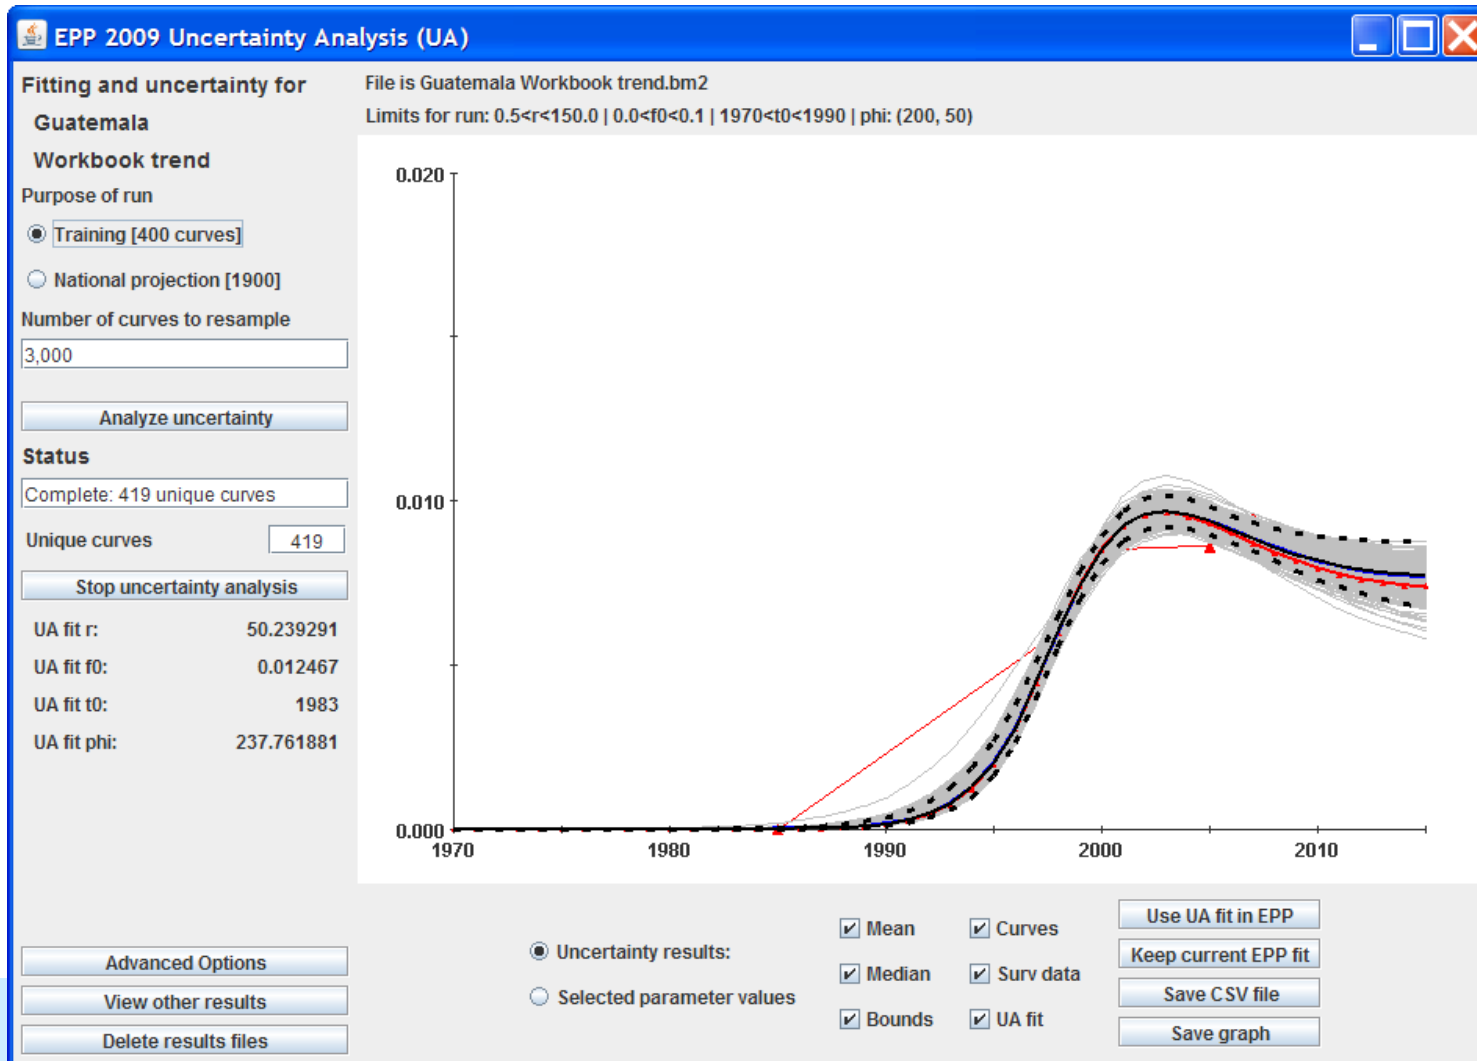 EPP 2009 Uncertainty Analysis (UA)
Fitting and uncertainty for
Guatemala
Workbook trend
Purpose of run
Training [400 curves]
National projection [1900]
Number of curves to resample
3,000
Analyze uncertainty
Status
Complete: 419 unique curves
Unique curves 419
Stop uncertainty analysis
UA fit r: 50.239291
UA fit f0: 0.012467
UA fit t0: 1983
UA fit phi: 237.761881
Advanced Options
View other results
Delete results files
File is Guatemala Workbook trend.bm2
Limits for run: 0.5<r<150.0 | 0.0<f0<0.1 | 1970<t0<1990 | phi: (200, 50)
0.020
0.010
0.000
1970 1980 1990 2000 2010
Uncertainty results:
Selected parameter values
Mean
Median
Bounds
Curves
Surv data
UA fit
Use UA fit in EPP
Keep current EPP fit
Save CSV file
Save graph